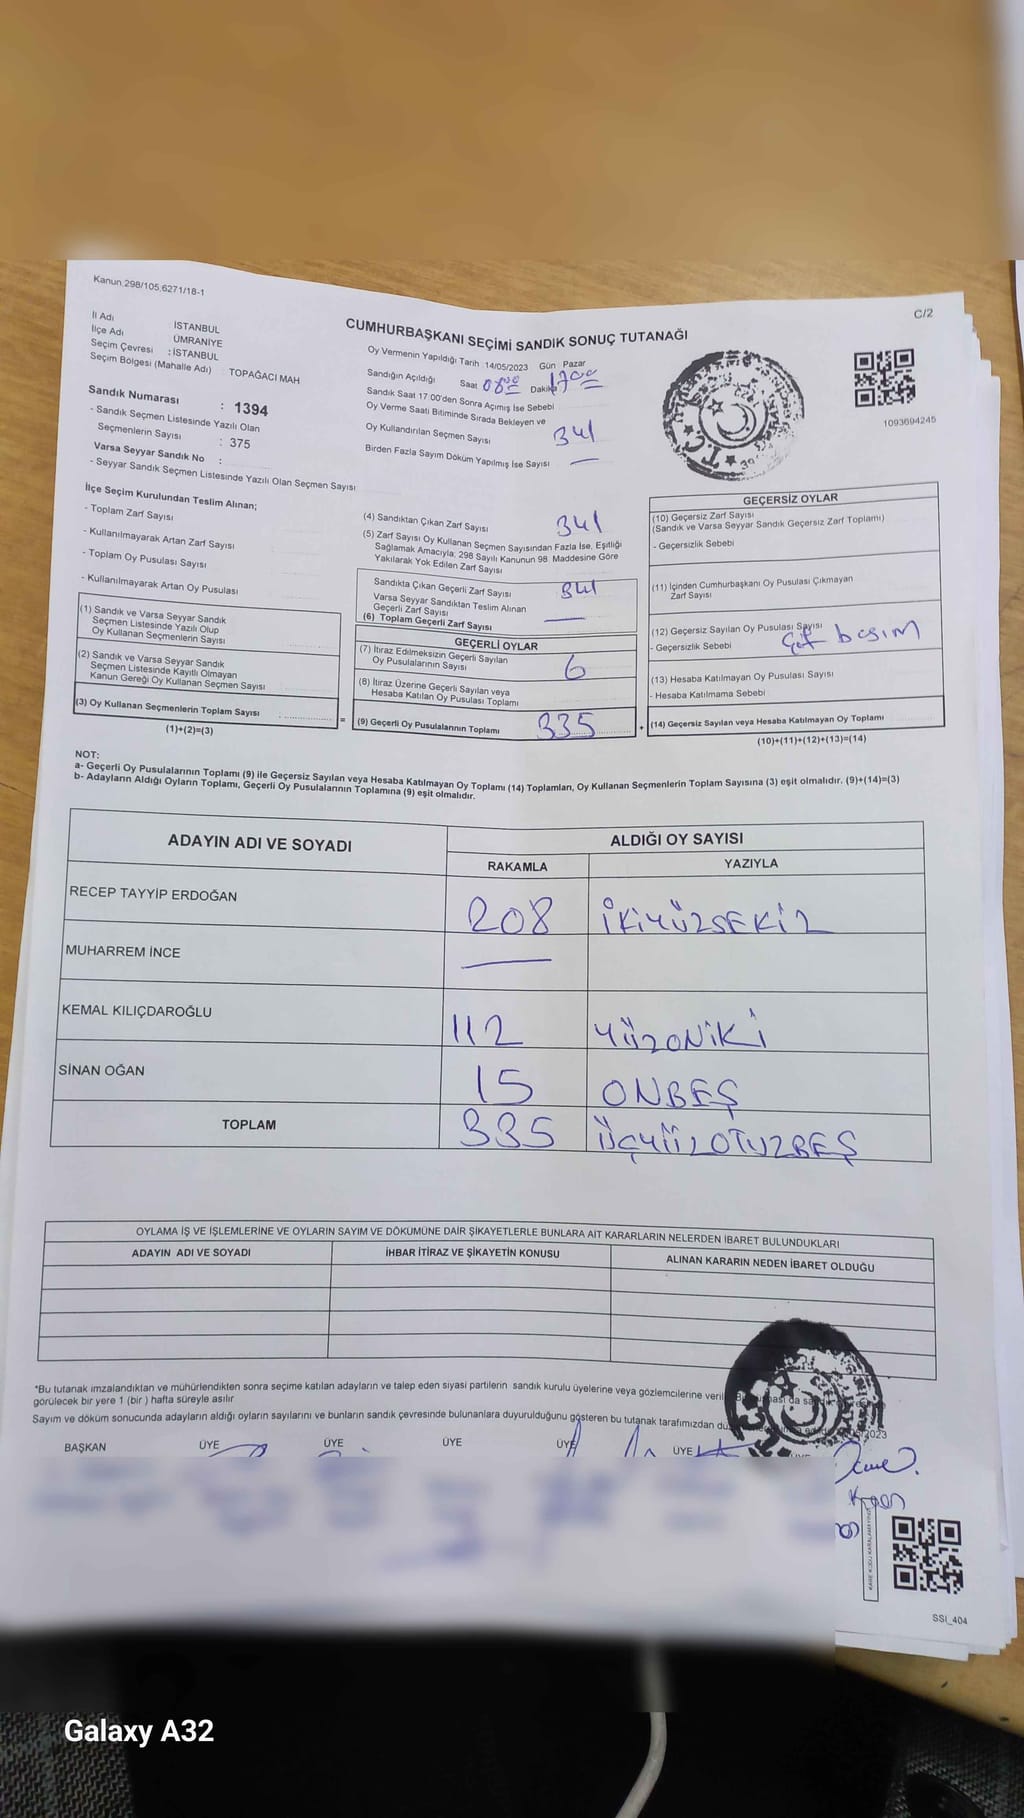 Kanun.298/105.6271/18-1
C/2
CUMHURBAŞKANI SEÇİMİ SANDIK SONUÇ TUTANAĞI
İl Adı İSTANBUL
İlçe Adı ÜMRANİYE
Seçim Çevresi : İSTANBUL
Seçim Bölgesi (Mahalle Adı) : TOPAĞACI MAH
Sandık Numarası : 1394
- Sandık Seçmen Listesinde Yazılı Olan
Seçmenlerin Sayısı : 375
Varsa Seyyar Sandık No :
- Seyyar Sandık Seçmen Listesinde Yazılı Olan Seçmen Sayısı
Oy Vermenin Yapıldığı Tarih :14/05/2023 Gün Pazar
Sandığın Açıldığı Saat 08 00 Dakika 17 00
Sandık Saat 17:00'den Sonra Açılmış İse Sebebi
Oy Verme Saati Bitiminde Sırada Bekleyen ve
Oy Kullandırılan Seçmen Sayısı 341
Birden Fazla Sayım Döküm Yapılmış İse Sayısı —
1093694245
İlçe Seçim Kurulundan Teslim Alınan;
- Toplam Zarf Sayısı
- Kullanılmayarak Artan Zarf Sayısı
- Toplam Oy Pusulası Sayısı
- Kullanılmayarak Artan Oy Pusulası
(1) Sandık ve Varsa Seyyar Sandık
Seçmen Listesinde Yazılı Olup
Oy Kullanan Seçmenlerin Sayısı
(2) Sandık ve Varsa Seyyar Sandık
Seçmen Listesinde Kayıtlı Olmayan
Kanun Gereği Oy Kullanan Seçmen Sayısı
(3) Oy Kullanan Seçmenlerin Toplam Sayısı
(1)+(2)=(3)
=
(4) Sandıktan Çıkan Zarf Sayısı 341
(5) Zarf Sayısı Oy Kullanan Seçmen Sayısından Fazla İse, Eşitliği
Sağlamak Amacıyla, 298 Sayılı Kanunun 98. Maddesine Göre
Yakılarak Yok Edilen Zarf Sayısı
Sandıkta Çıkan Geçerli Zarf Sayısı 341
Varsa Seyyar Sandıktan Teslim Alınan
Geçerli Zarf Sayısı —
(6) Toplam Geçerli Zarf Sayısı
GEÇERLİ OYLAR
(7) İtiraz Edilmeksizin Geçerli Sayılan
Oy Pusulalarının Sayısı 6
(8) İtiraz Üzerine Geçerli Sayılan veya
Hesaba Katılan Oy Pusulası Toplamı
(9) Geçerli Oy Pusulalarının Toplamı 335
+
GEÇERSİZ OYLAR
(10) Geçersiz Zarf Sayısı
(Sandık ve Varsa Seyyar Sandık Geçersiz Zarf Toplamı)
- Geçersizlik Sebebi
(11) İçinden Cumhurbaşkanı Oy Pusulası Çıkmayan
Zarf Sayısı
(12) Geçersiz Sayılan Oy Pusulası Sayısı
- Geçersizlik Sebebi çift basım
(13) Hesaba Katılmayan Oy Pusulası Sayısı
- Hesaba Katılmama Sebebi
(14) Geçersiz Sayılan veya Hesaba Katılmayan Oy Toplamı
(10)+(11)+(12)+(13)=(14)
NOT:
a- Geçerli Oy Pusulalarının Toplamı (9) ile Geçersiz Sayılan veya Hesaba Katılmayan Oy Toplamı (14) Toplamları, Oy Kullanan Seçmenlerin Toplam Sayısına (3) eşit olmalıdır. (9)+(14)=(3)
b- Adayların Aldığı Oyların Toplamı, Geçerli Oy Pusulalarının Toplamına (9) eşit olmalıdır.
ADAYIN ADI VE SOYADI ALDIĞI OY SAYISI
RAKAMLA YAZIYLA
RECEP TAYYİP ERDOĞAN 208 İKİYÜZSEKİZ
MUHARREM İNCE —
KEMAL KILIÇDAROĞLU 112 YÜZONİKİ
SİNAN OĞAN 15 ONBEŞ
TOPLAM 335 ÜÇYÜZOTUZBEŞ
OYLAMA İŞ VE İŞLEMLERİNE VE OYLARIN SAYIM VE DÖKÜMÜNE DAİR ŞİKAYETLERLE BUNLARA AİT KARARLARIN NELERDEN İBARET BULUNDUKLARI
ADAYIN ADI VE SOYADI İHBAR İTİRAZ VE ŞİKAYETİN KONUSU ALINAN KARARIN NEDEN İBARET OLDUĞU
*Bu tutanak imzalandıktan ve mühürlendikten sonra seçime katılan adayların ve talep eden siyasi partilerin sandık kurulu üyelerine veya gözlemcilerine
görülecek bir yere 1 (bir ) hafta süreyle asılır
Sayım ve döküm sonucunda adayların aldığı oyların sayılarını ve bunların sandık çevresinde bulunanlara duyurulduğunu gösteren bu tutanak tarafımızdan
BAŞKAN ÜYE ÜYE ÜYE ÜYE ÜYE
SSI_404
Galaxy A32